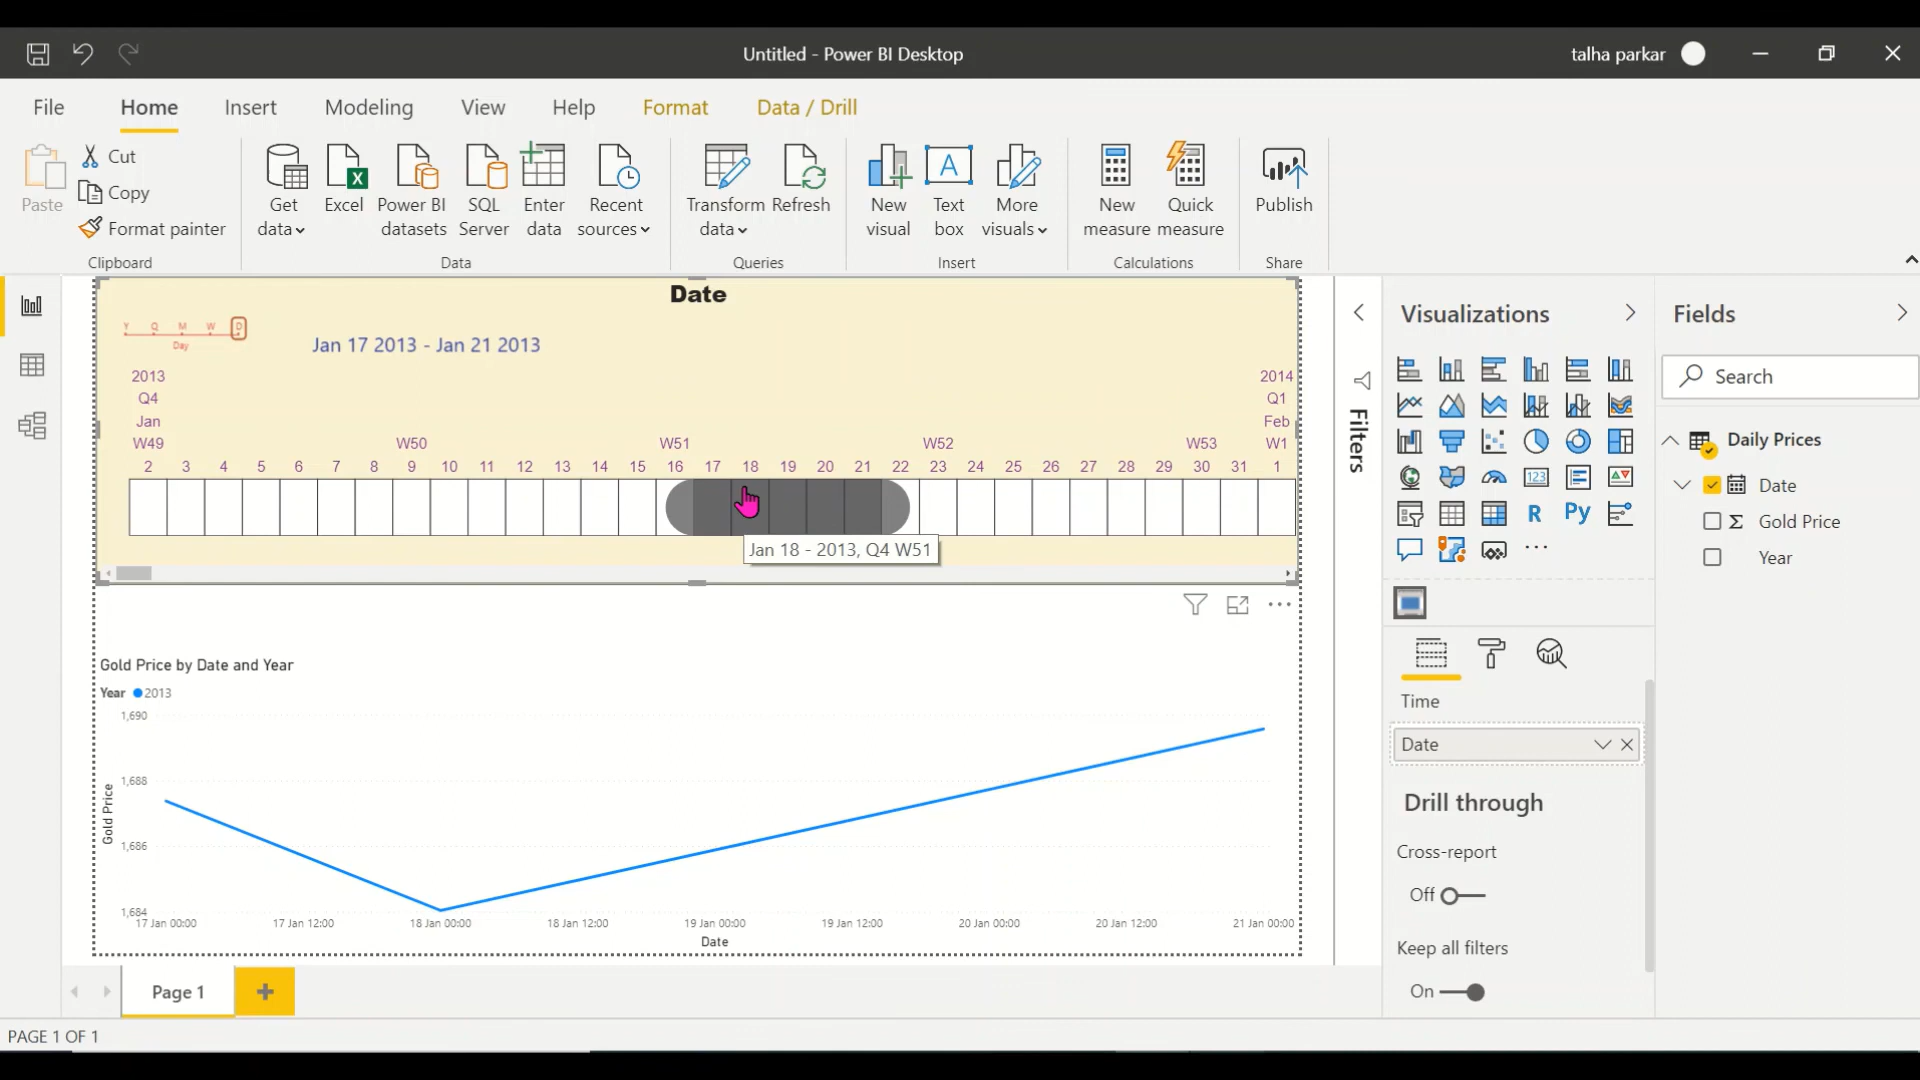 Untitled - Power BI Desktop
talha parkar
File Home Insert Modeling View Help Format Data / Drill
Paste
Cut
Copy
Format painter
Clipboard
Get data
Excel
Power BI datasets
SQL Server
Enter data
Recent sources
Data
Transform data
Refresh
Queries
New visual
Text box
More visuals
Insert
New measure
Quick measure
Calculations
Publish
Share
Date
Y Q M W D
Day
Jan 17 2013 - Jan 21 2013
2013 2014
Q4 Q1
Jan Feb
W49 W50 W51 W52 W53 W1
2 3 4 5 6 7 8 9 10 11 12 13 14 15 16 17 18 19 20 21 22 23 24 25 26 27 28 29 30 31 1
Jan 18 - 2013, Q4 W51
Gold Price by Date and Year
Year 2013
1,690
1,688
1,686
1,684
Gold Price
17 Jan 00:00 17 Jan 12:00 18 Jan 00:00 18 Jan 12:00 19 Jan 00:00 19 Jan 12:00 20 Jan 00:00 20 Jan 12:00 21 Jan 00:00
Date
Filters
Visualizations
123
R
Py
Time
Date
Drill through
Cross-report
Off
Keep all filters
On
Fields
Search
Daily Prices
Date
Gold Price
Year
Page 1
PAGE 1 OF 1